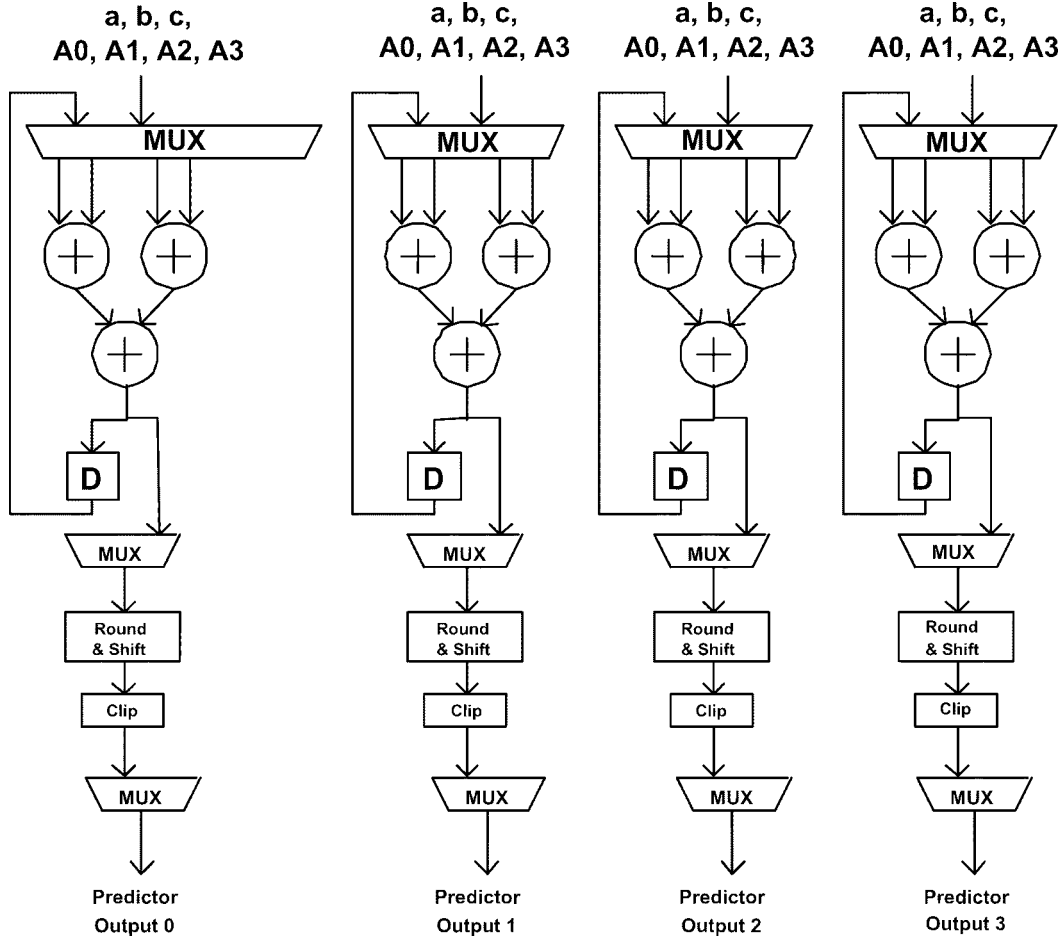 a, b, c,
A0, A1, A2, A3
MUX
D
MUX
Round
& Shift
Clip
MUX
Predictor
Output 0
a, b, c,
A0, A1, A2, A3
MUX
D
MUX
Round
& Shift
Clip
MUX
Predictor
Output 1
a, b, c,
A0, A1, A2, A3
MUX
D
MUX
Round
& Shift
Clip
MUX
Predictor
Output 2
a, b, c,
A0, A1, A2, A3
MUX
D
MUX
Round
& Shift
Clip
MUX
Predictor
Output 3